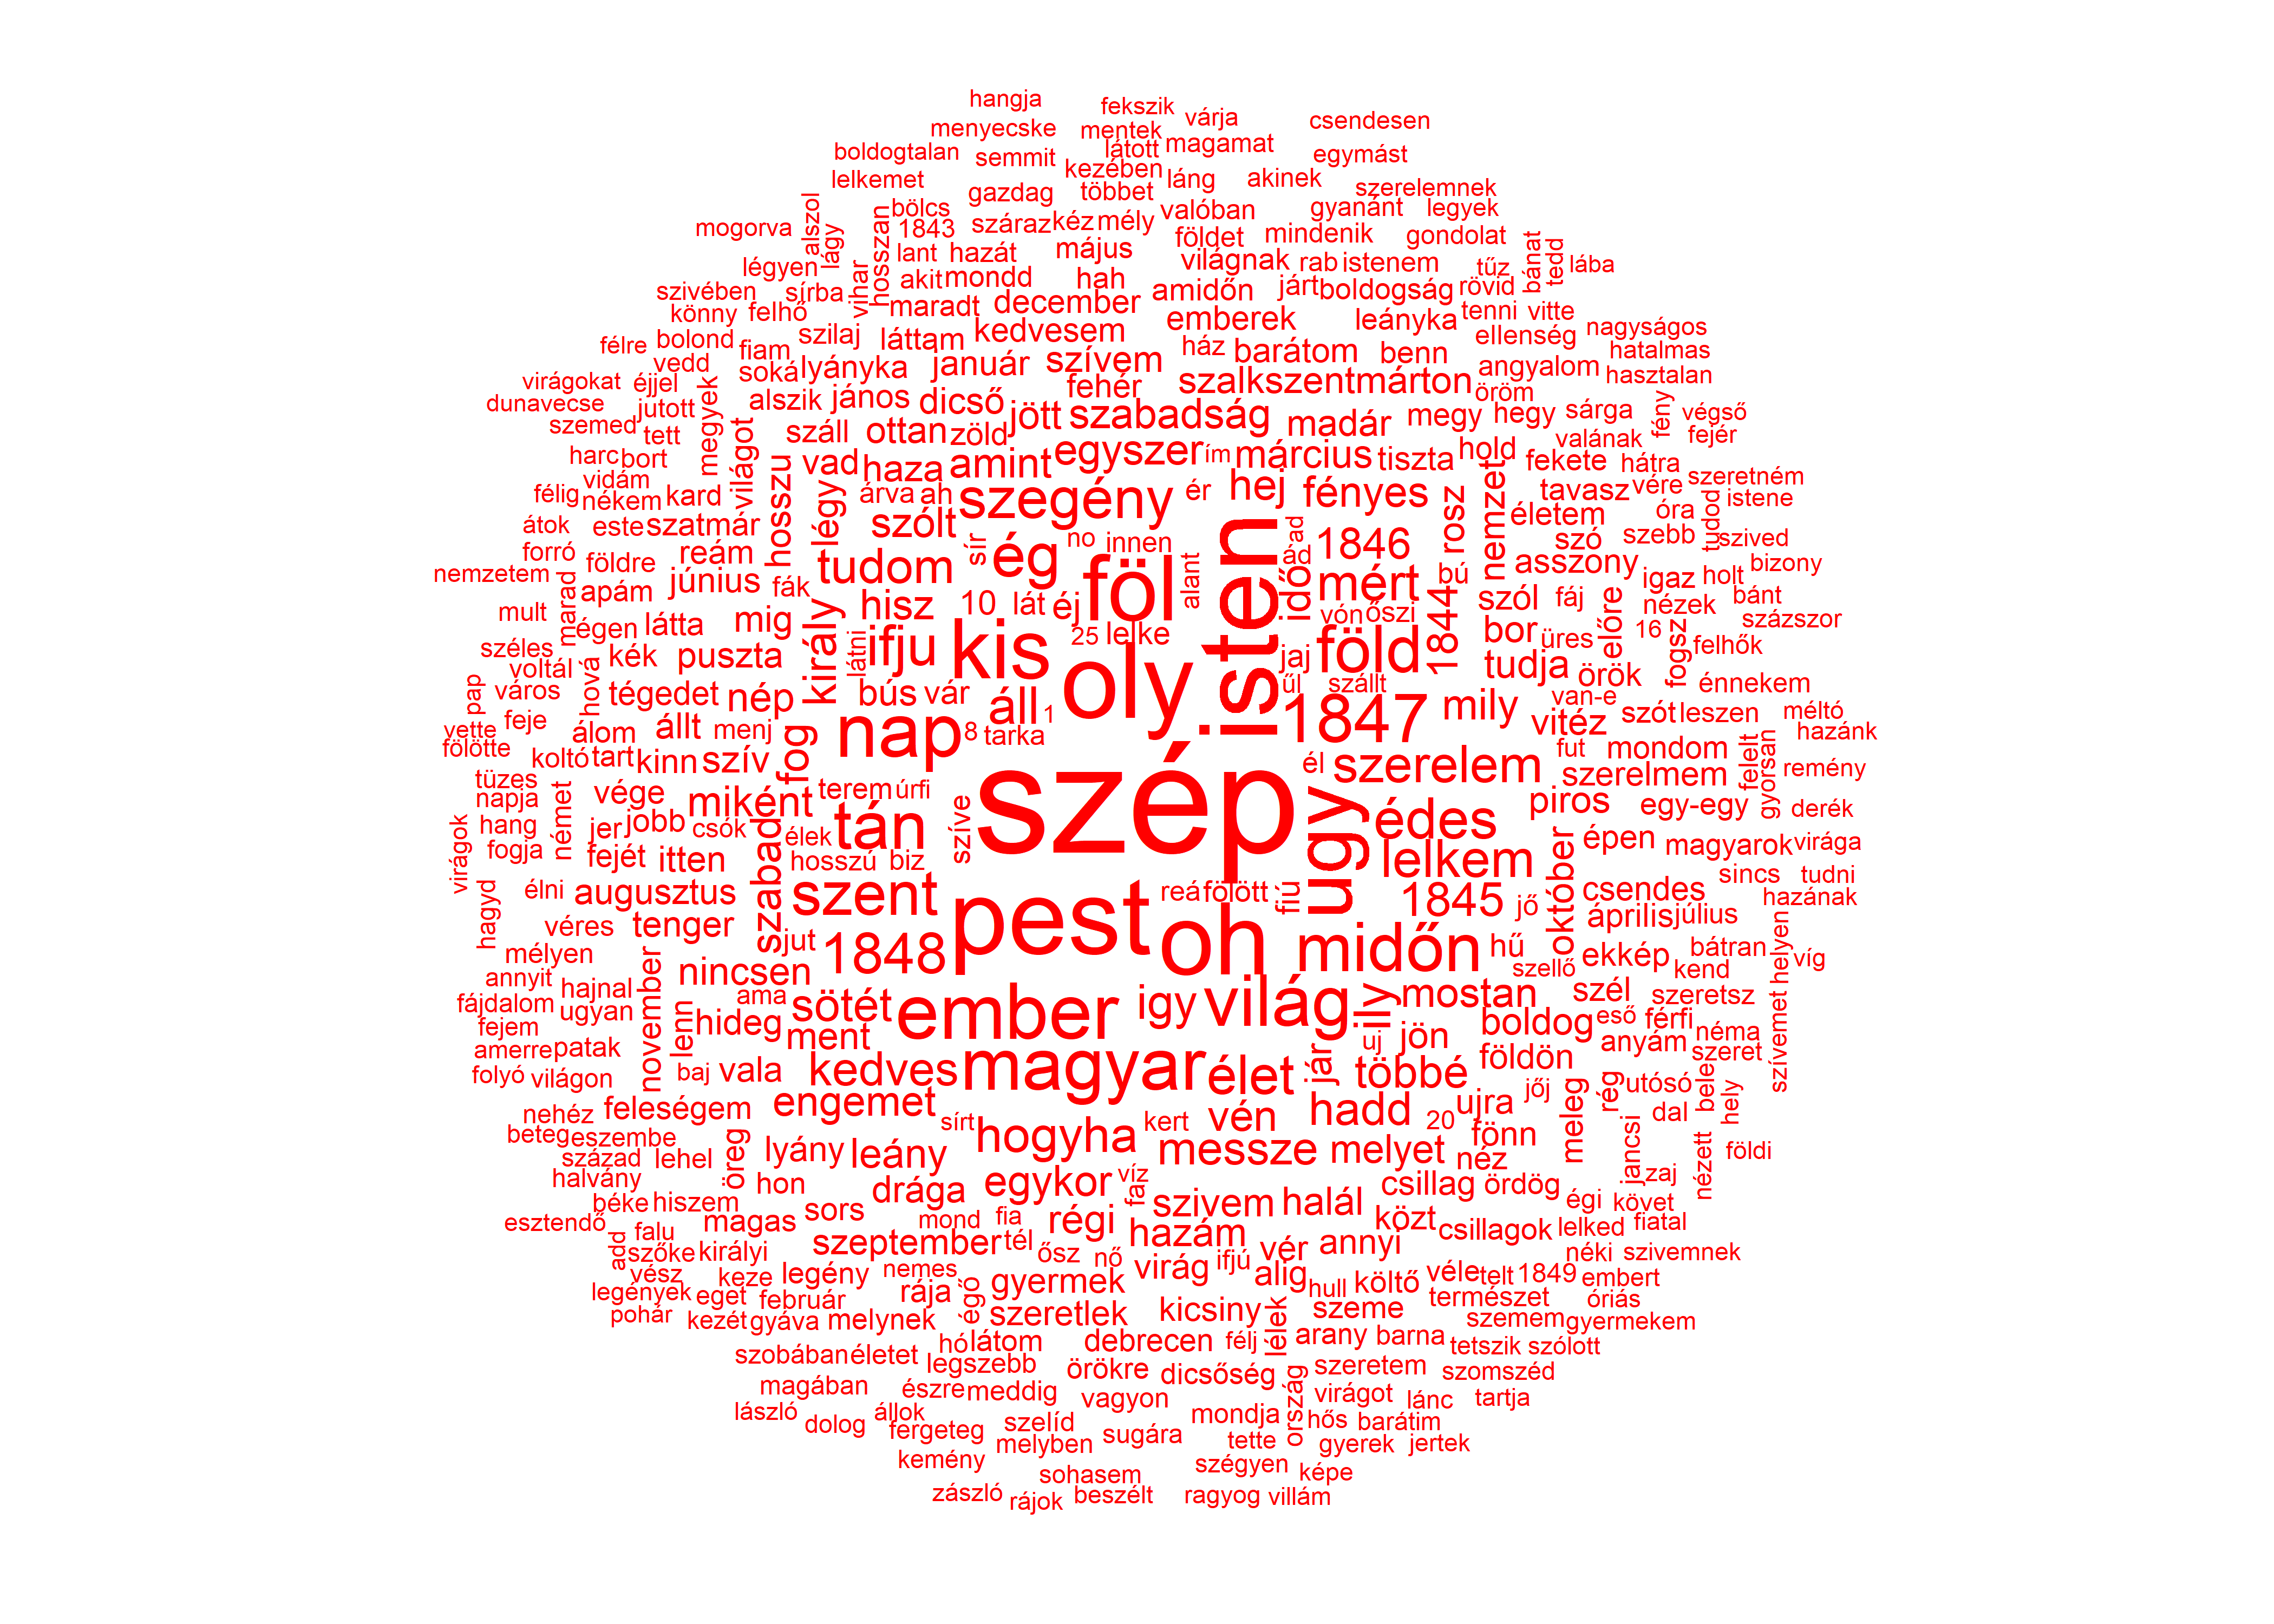 hangja
fekszik
várja
csendesen
menyecske
mentek
magamat
látott
boldogtalan
semmit
egymást
kezében
lelkemet
gazdag
többet
láng
akinek
szerelemnek
alszol
bölcs
valóban
gyanánt
legyek
mogorva
lágy
hosszan
1843
száraz
kéz
mély
földet
mindenik
gondolat
légyen
vihar
lant
hazát
május
világnak
rab
istenem
tűz
bánat
tedd
lába
szivében
sírba
akit
mondd
hah
amidőn
járt
boldogság
rövid
könny
felhő
maradt
december
emberek
leányka
tenni
vitte
félre
bolond
szilaj
láttam
kedvesem
ellenség
nagyságos
vedd
fiam
ház
barátom
benn
hatalmas
virágokat
éjjel
soká
lyányka
január
szívem
angyalom
hasztalan
dunavecse
jutott
megyek
alszik
jános
dicső
fehér
szalkszentmárton
öröm
szemed
tett
világot
száll
ottan
zöld
jött
szabadság
madár
megy
hegy
sárga
fény
végső
harc
bort
vad
haza
amint
egyszer
ím
március
tiszta
hold
valának
fejér
vidám
fekete
hátra
félig
nékem
kard
hosszu
légy
árva
ah
szegény
ér
hej
fényes
rosz
nemzet
tavasz
vére
szeretném
átok
este
szatmár
szólt
életem
óra
tudod
istene
forró
földre
reám
tudom
sír
ég
no
innen
isten
ád
1846
szó
szebb
szived
nemzetem
apám
június
fák
föl
alant
idő
mért
bú
asszony
igaz
holt
bizony
mult
marad
égen
látta
mig
király
hisz
10
lát
éj
vón
őszi
1844
szól
fáj
nézek
bánt
százszor
széles
kék
puszta
látni
ifju
kis
25
lelke
oly
jaj
föld
bor
üres
előre
16
felhők
voltál
hová
tudja
örök
fogsz
pap
város
tégedet
nép
bús
vár
áll
1
űl
szállt
1847
mily
van-e
énnekem
vette
feje
álom
állt
menj
fog
nap
8
tarka
vitéz
szót
leszen
méltó
fölötte
koltó
tart
kinn
szív
él
szerelem
fut
mondom
felelt
gyorsan
hazánk
tüzes
szép
szerelmem
remény
napja
német
vége
miként
terem
úrfi
ugy
édes
piros
egy-egy
derék
virágok
hang
jer
jobb
csók
szabad
élek
tán
szíve
fogja
fejét
itten
hosszú
biz
lelkem
október
épen
magyarok
virága
hagyd
élni
augusztus
szent
pest
reá
fölött
fiú
1845
jő
csendes
sincs
tudni
hazának
véres
tenger
jut
1848
oh
midőn
hű
április
július
mélyen
ekkép
bátran
helyen
víg
annyit
hajnal
november
nincsen
szellő
kend
fájdalom
ugyan
ama
sötét
ember
igy
világ
ily
mostan
szél
szeretsz
szívemet
fejem
lenn
hideg
ment
uj
jön
boldog
eső
férfi
néma
amerre
patak
anyám
szeret
folyó
világon
baj
vala
kedves
magyar
élet
jár
többé
földön
nehéz
feleségem
engemet
vén
hadd
20
ujra
jőj
rég
utósó
bele
hely
beteg
eszembe
sírt
kert
fönn
meleg
dal
század
lehel
öreg
lyány
leány
hogyha
messze
melyet
néz
jancsi
zaj
nézett
földi
halvány
hon
drága
egykor
víz
faz
szivem
halál
csillag
ördög
béke
hiszem
égi
követ
esztendő
magas
sors
mond
fia
régi
hazám
közt
csillagok
lelked
fiatal
add
falu
szőke
királyi
szeptember
tél
ősz
nő
vér
annyi
néki
szivemnek
vész
keze
legény
nemes
virág
ifjú
alig
véle
telt
1849
embert
legények
eget
február
rája
égő
gyermek
hull
költő
természet
óriás
pohár
kezét
gyáva
melynek
szeretlek
kicsiny
szeme
szemem
gyermekem
hó
látom
debrecen
félj
lélek
arany
barna
tetszik
szólott
szobában
életet
legszebb
örökre
dicsőség
szeretem
szomszéd
magában
észre
meddig
vagyon
ország
virágot
lánc
tartja
lászló
dolog
állok
fergeteg
szelíd
mondja
hős
barátim
melyben
sugára
tette
gyerek
jertek
kemény
sohasem
szégyen
képe
zászló
rájok
beszélt
ragyog
villám